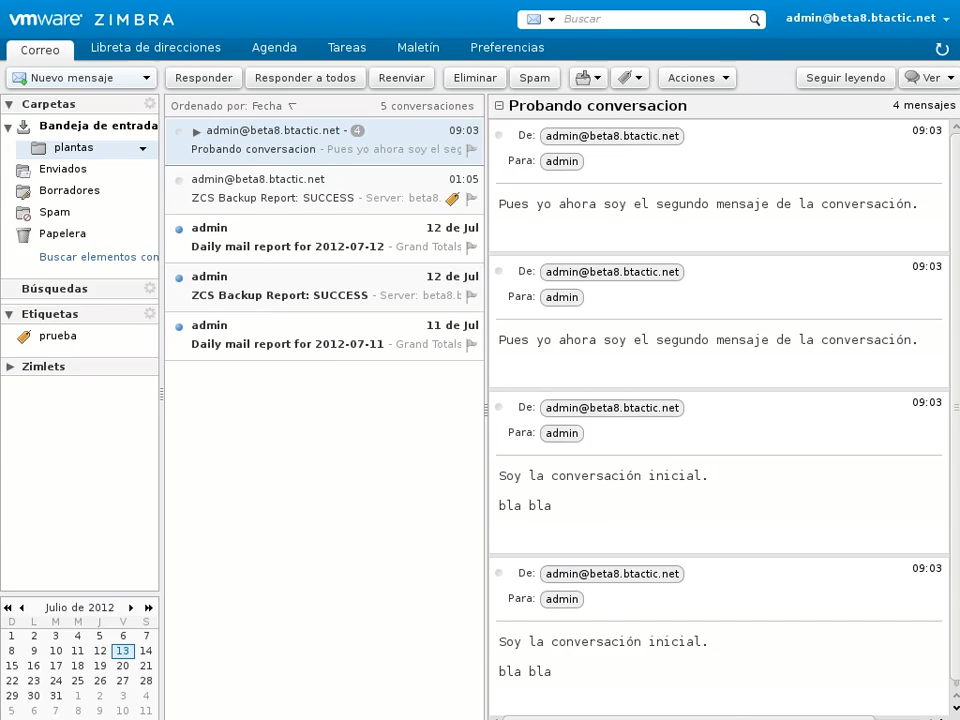 vmware ZIMBRA
Buscar
admin@beta8.btactic.net
Correo
Libreta de direcciones
Agenda
Tareas
Maletín
Preferencias
Nuevo mensaje
Responder
Responder a todos
Reenviar
Eliminar
Spam
Acciones
Seguir leyendo
Ver
Carpetas
Bandeja de entrada
plantas
Enviados
Borradores
Spam
Papelera
Buscar elementos con
Búsquedas
Etiquetas
prueba
Zimlets
Julio de 2012
D L M M J V S
1 2 3 4 5 6 7
8 9 10 11 12 13 14
15 16 17 18 19 20 21
22 23 24 25 26 27 28
29 30 31 1 2 3 4
5 6 7 8 9 10 11
Ordenado por: Fecha
5 conversaciones
admin@beta8.btactic.net - 4 09:03
Probando conversacion - Pues yo ahora soy el seg
admin@beta8.btactic.net 01:05
ZCS Backup Report: SUCCESS - Server: beta8.
admin 12 de Jul
Daily mail report for 2012-07-12 - Grand Totals
admin 12 de Jul
ZCS Backup Report: SUCCESS - Server: beta8.b
admin 11 de Jul
Daily mail report for 2012-07-11 - Grand Totals
Probando conversacion
4 mensajes
De: admin@beta8.btactic.net 09:03
Para: admin
Pues yo ahora soy el segundo mensaje de la conversación.
De: admin@beta8.btactic.net 09:03
Para: admin
Pues yo ahora soy el segundo mensaje de la conversación.
De: admin@beta8.btactic.net 09:03
Para: admin
Soy la conversación inicial.
bla bla
De: admin@beta8.btactic.net 09:03
Para: admin
Soy la conversación inicial.
bla bla